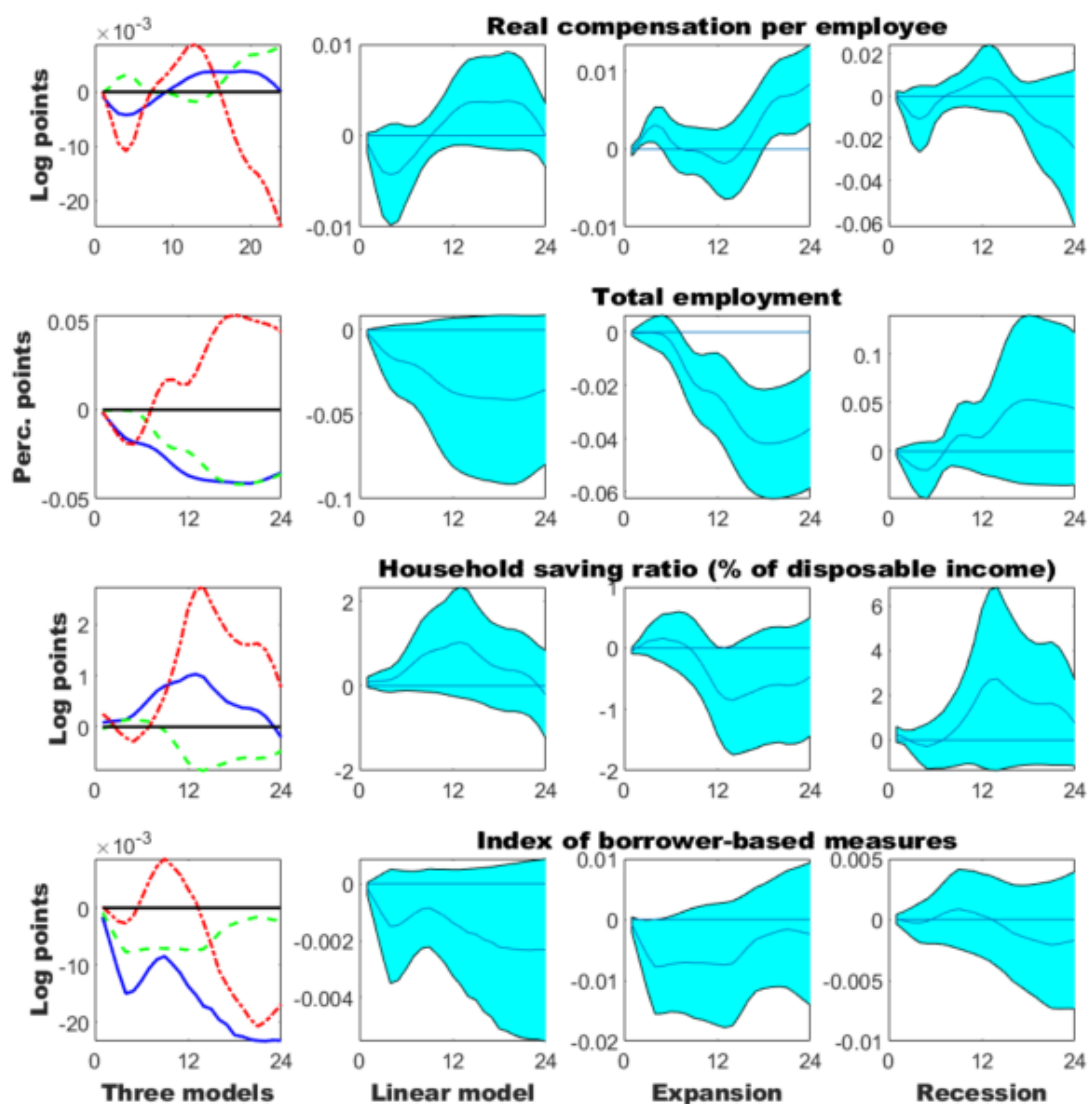 Real compensation per employee
×10⁻³
0.01
0.01
0.02
0
0
0
0
-10
-0.02
-20
-0.04
-0.01
-0.01
-0.06
Log points
0 10 20
0 12 24
0 12 24
0 12 24
Total employment
0.05
0
-0.05
0
-0.05
-0.1
0
-0.02
-0.04
-0.06
0.1
0.05
0
Perc. points
0 12 24
0 12 24
0 12 24
0 12 24
Household saving ratio (% of disposable income)
2
1
0
2
0
-2
1
0
-1
-2
6
4
2
0
Log points
0 12 24
0 12 24
0 12 24
0 12 24
Index of borrower-based measures
×10⁻³
0
-10
-20
0
-0.002
-0.004
0.01
0
-0.01
-0.02
0.005
0
-0.005
-0.01
Log points
0 12 24
0 12 24
0 12 24
0 12 24
Three models
Linear model
Expansion
Recession